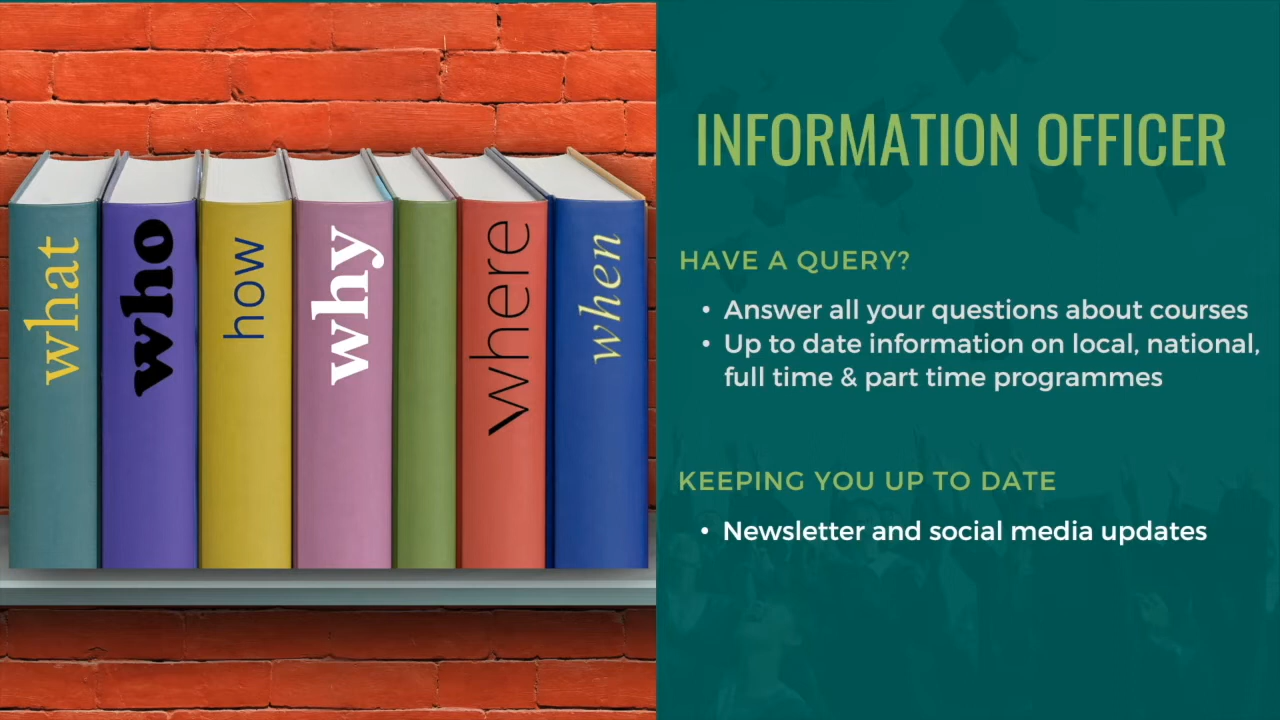 what
who
how
why
where
when
INFORMATION OFFICER
HAVE A QUERY?
• Answer all your questions about courses
• Up to date information on local, national,
full time & part time programmes
KEEPING YOU UP TO DATE
• Newsletter and social media updates